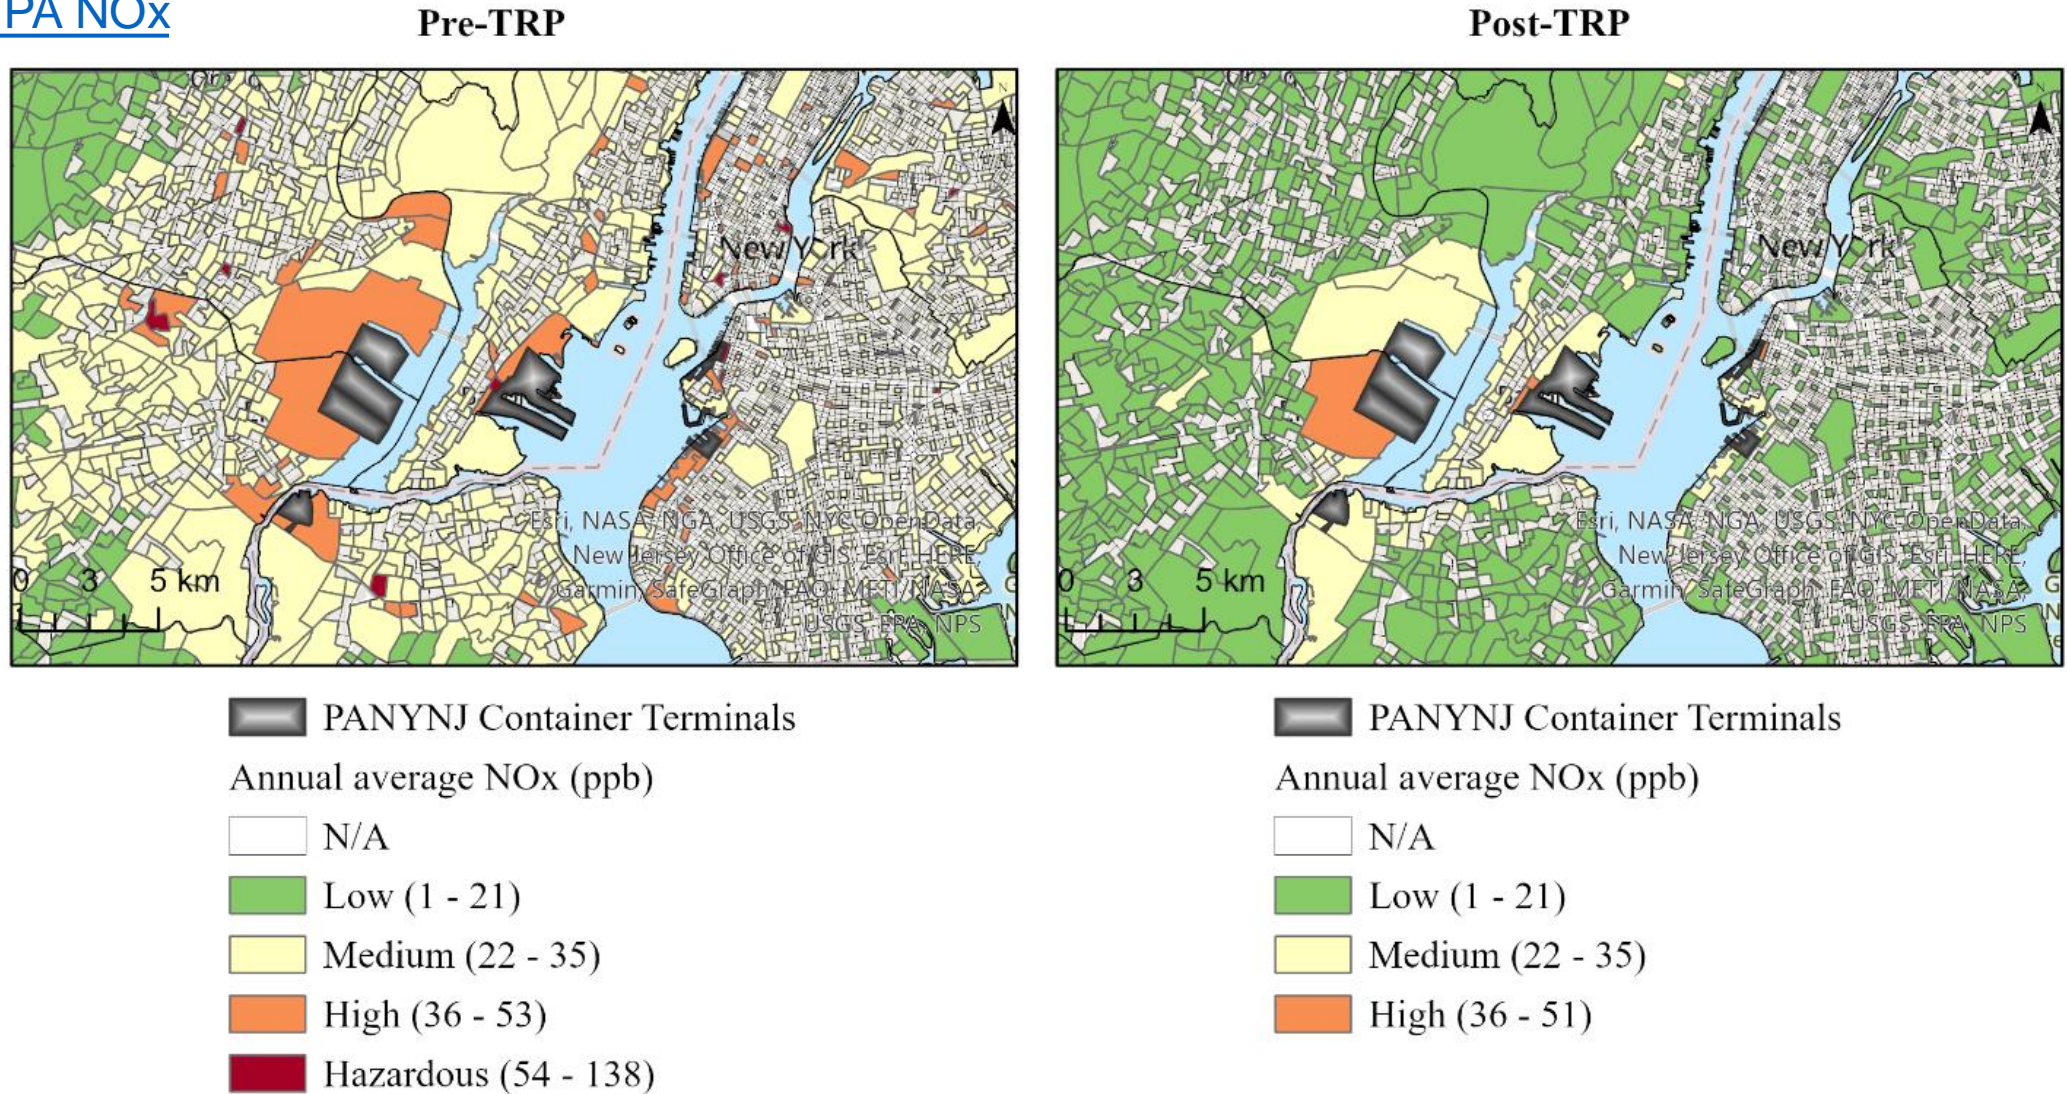 PA NOx
Pre-TRP
Post-TRP
N
New York
Esri, NASA, NGA, USGS, NYC OpenData,
New Jersey Office of GIS, Esri, HERE,
Garmin, SafeGraph, FAO, METI/NASA,
USGS, EPA, NPS
0 3 5 km
N
New York
Esri, NASA, NGA, USGS, NYC OpenData,
New Jersey Office of GIS, Esri, HERE,
Garmin, SafeGraph, FAO, METI/NASA,
USGS, EPA, NPS
0 3 5 km
PANYNJ Container Terminals
Annual average NOx (ppb)
N/A
Low (1 - 21)
Medium (22 - 35)
High (36 - 53)
Hazardous (54 - 138)
PANYNJ Container Terminals
Annual average NOx (ppb)
N/A
Low (1 - 21)
Medium (22 - 35)
High (36 - 51)